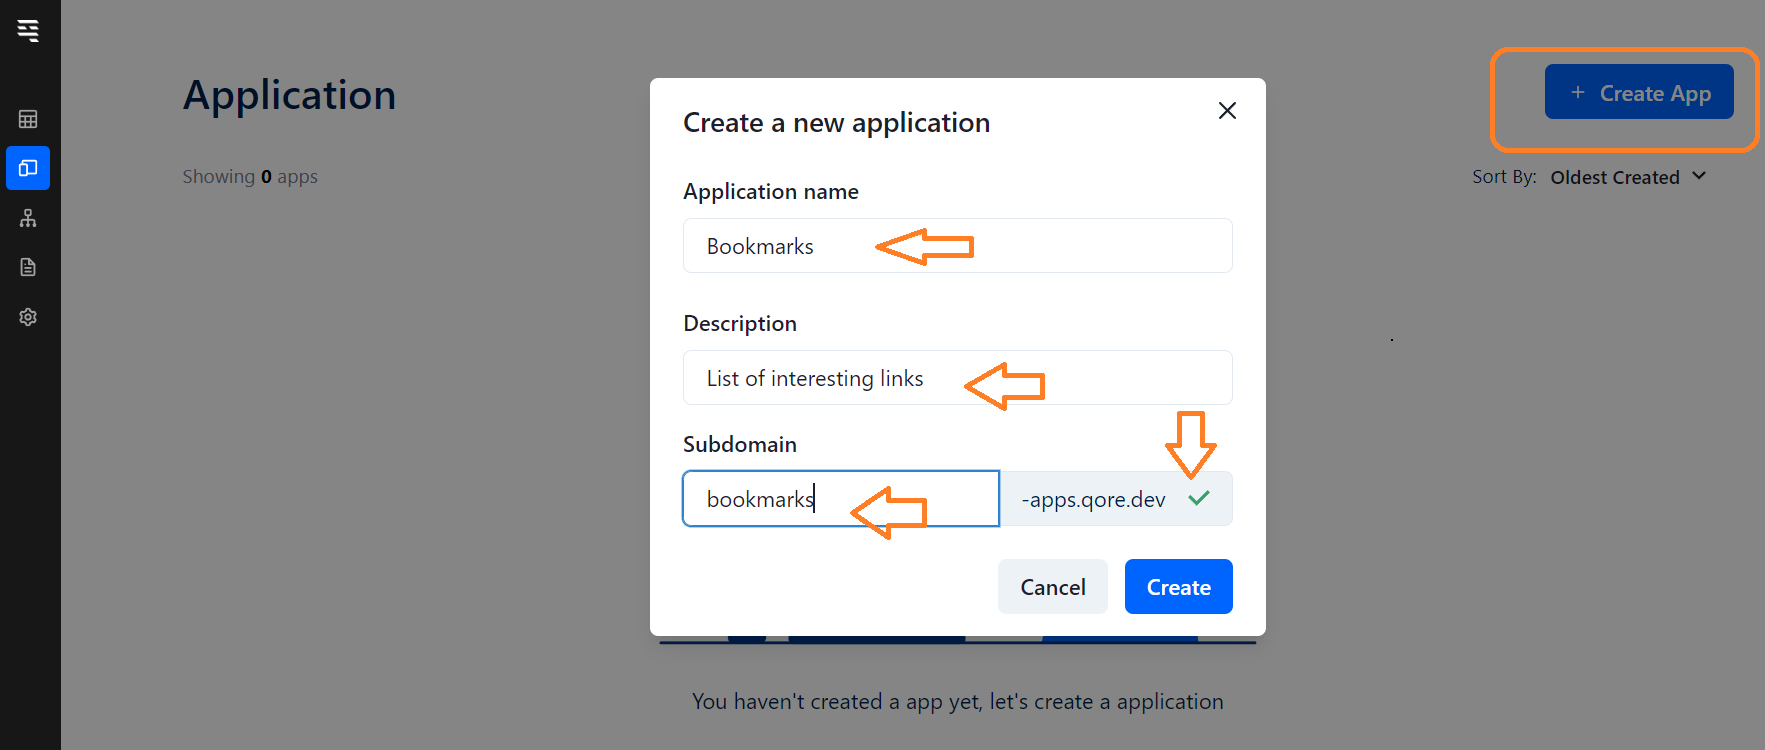 Application
+ Create App
Showing 0 apps
Sort By: Oldest Created
Create a new application
Application name
Bookmarks
Description
List of interesting links
Subdomain
bookmarks
-apps.qore.dev
Cancel
Create
You haven't created a app yet, let's create a application